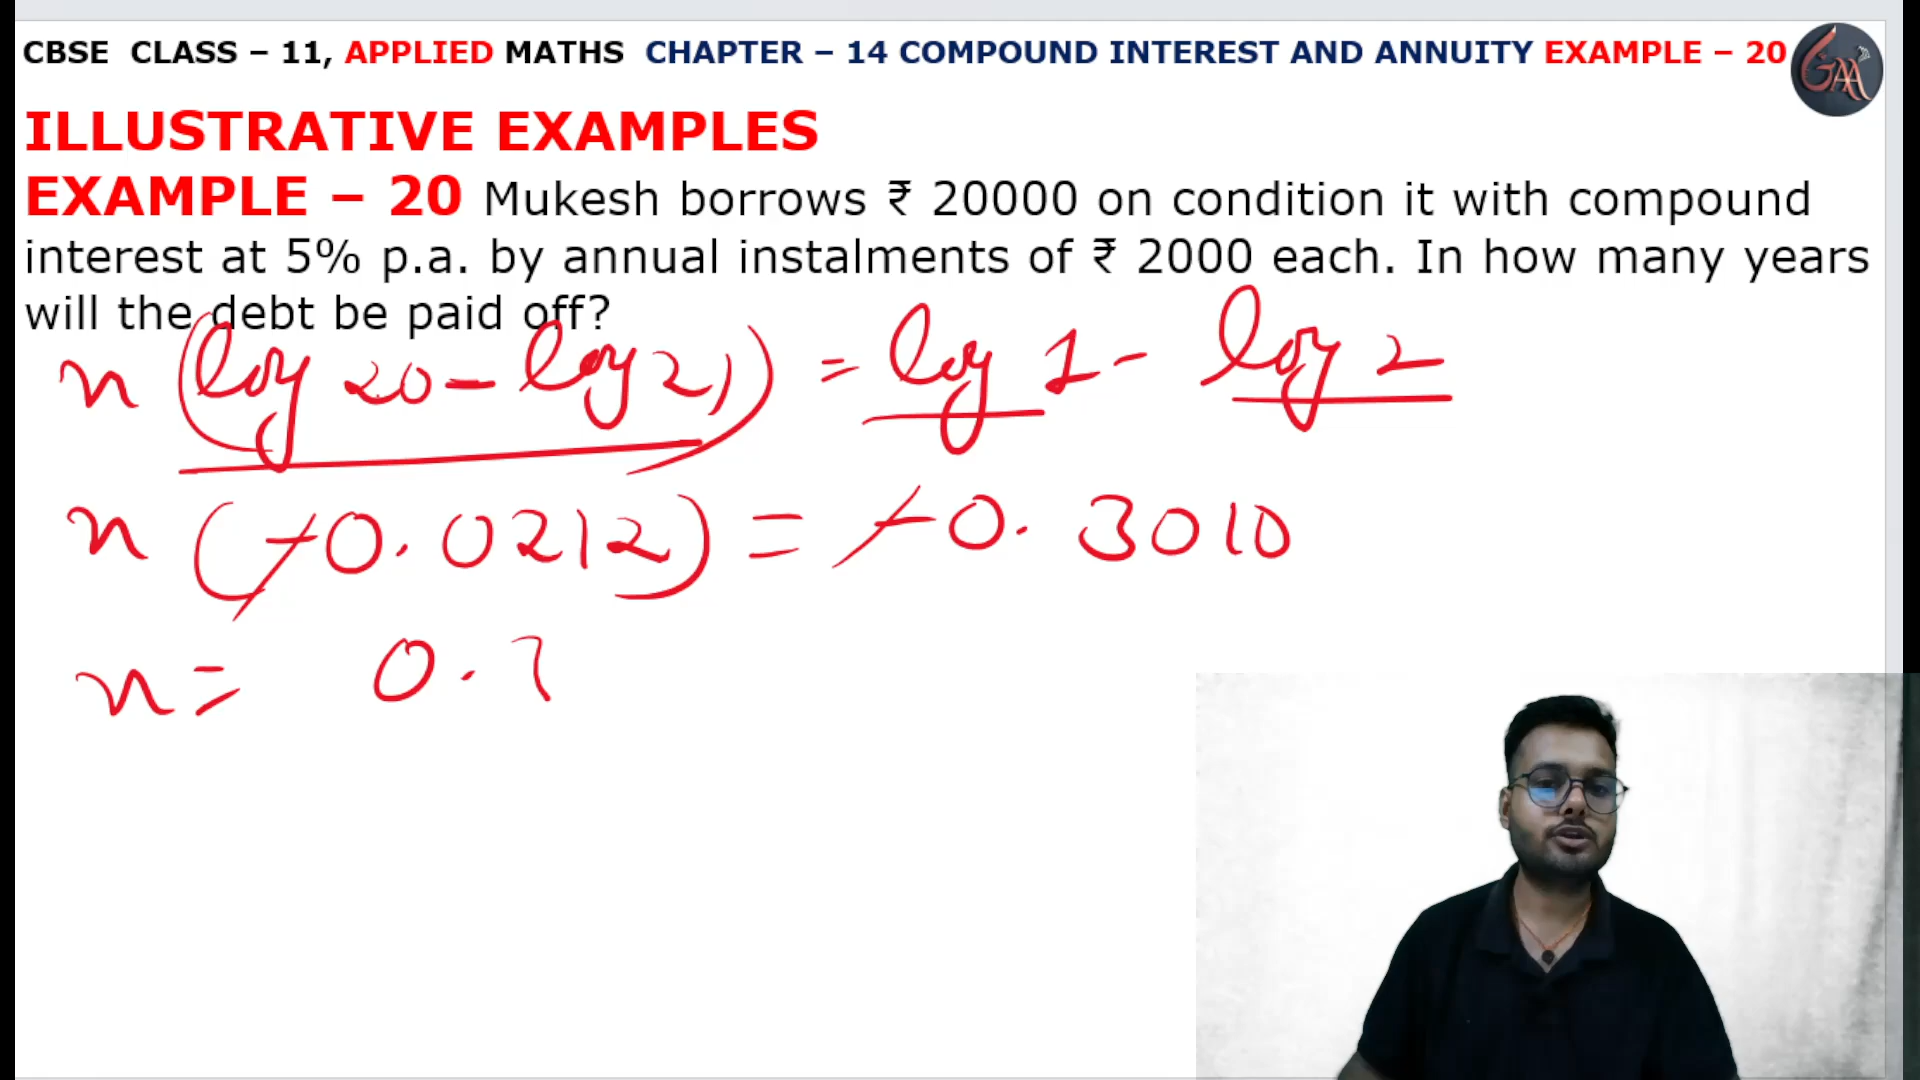 CBSE CLASS – 11, APPLIED MATHS CHAPTER – 14 COMPOUND INTEREST AND ANNUITY EXAMPLE – 20
GAA
ILLUSTRATIVE EXAMPLES
EXAMPLE – 20 Mukesh borrows ₹ 20000 on condition it with compound
interest at 5% p.a. by annual instalments of ₹ 2000 each. In how many years
will the debt be paid off?
n (log 20 – log 21) = log 1 – log 2
n (-0.0212) = -0.3010
n = 0.